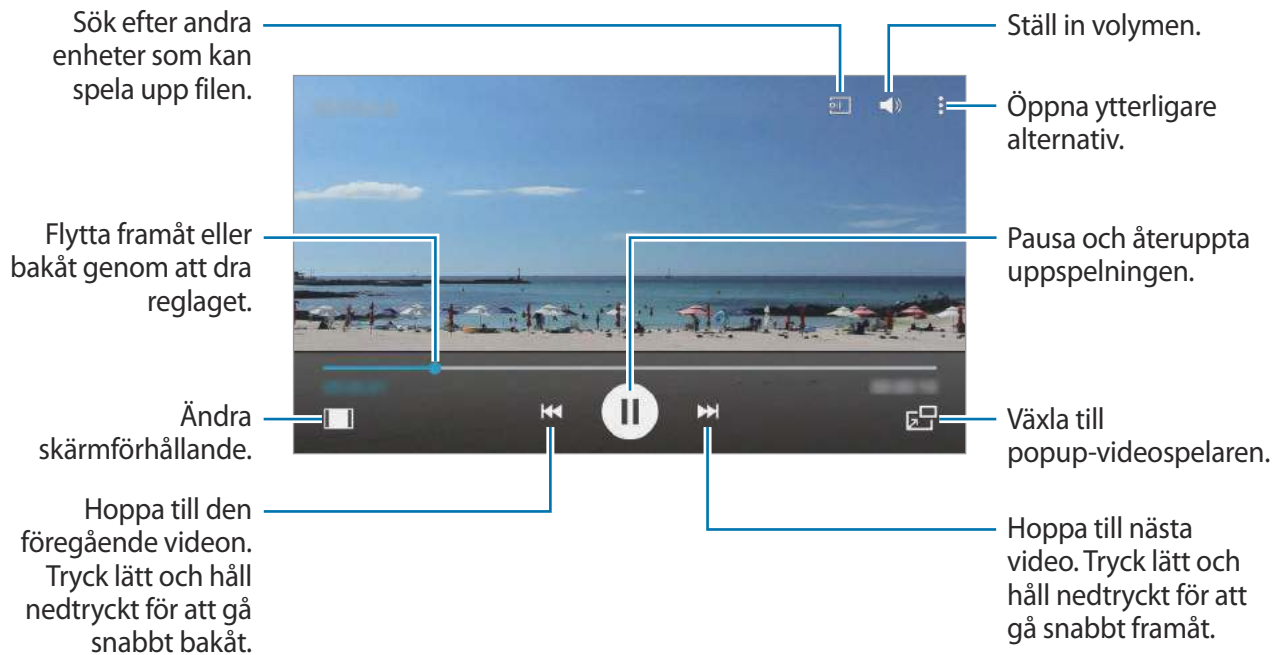 Sök efter andra
enheter som kan
spela upp filen.
Ställ in volymen.
Öppna ytterligare
alternativ.
Flytta framåt eller
bakåt genom att dra
reglaget.
Pausa och återuppta
uppspelningen.
Ändra
skärmförhållande.
Växla till
popup-videospelaren.
Hoppa till den
föregående videon.
Tryck lätt och håll
nedtryckt för att gå
snabbt bakåt.
Hoppa till nästa
video. Tryck lätt och
håll nedtryckt för att
gå snabbt framåt.